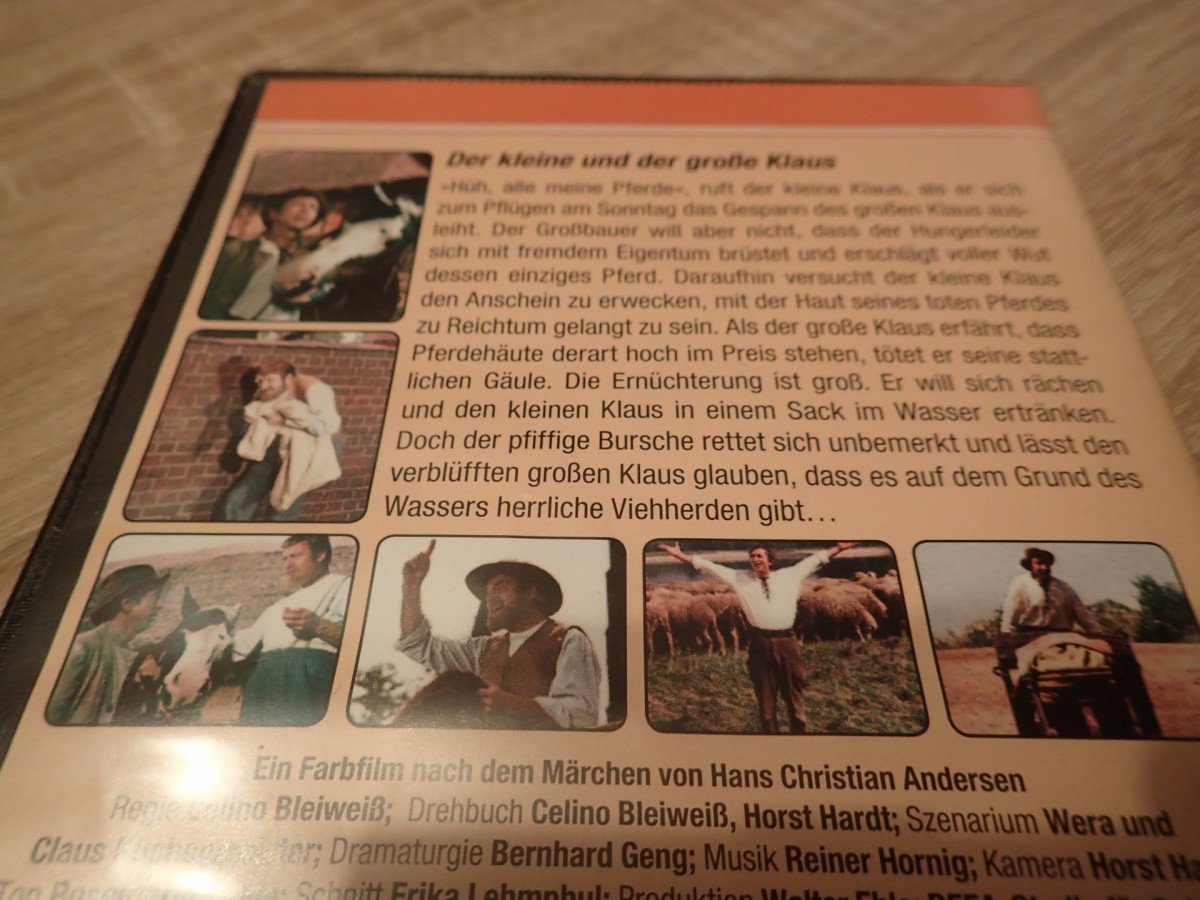 Der kleine und der große Klaus
»Hüh, alle meine Pferde«, ruft der kleine Klaus, als er sich
zum Pflügen am Sonntag das Gespann des großen Klaus aus-
leiht. Der Großbauer will aber nicht, dass der Hungerleider
sich mit fremdem Eigentum brüstet und erschlägt voller Wut
dessen einziges Pferd. Daraufhin versucht der kleine Klaus
den Anschein zu erwecken, mit der Haut seines toten Pferdes
zu Reichtum gelangt zu sein. Als der große Klaus erfährt, dass
Pferdehäute derart hoch im Preis stehen, tötet er seine statt-
lichen Gäule. Die Ernüchterung ist groß. Er will sich rächen
und den kleinen Klaus in einem Sack im Wasser ertränken.
Doch der pfiffige Bursche rettet sich unbemerkt und lässt den
verblüfften großen Klaus glauben, dass es auf dem Grund des
Wassers herrliche Viehherden gibt...
Ein Farbfilm nach dem Märchen von Hans Christian Andersen
Regie Celino Bleiweiß; Drehbuch Celino Bleiweiß, Horst Hardt; Szenarium Wera und
Claus; Dramaturgie Bernhard Geng; Musik Reiner Hornig; Kamera Horst
Schnitt Erika Lehmphul; Produktion Walter